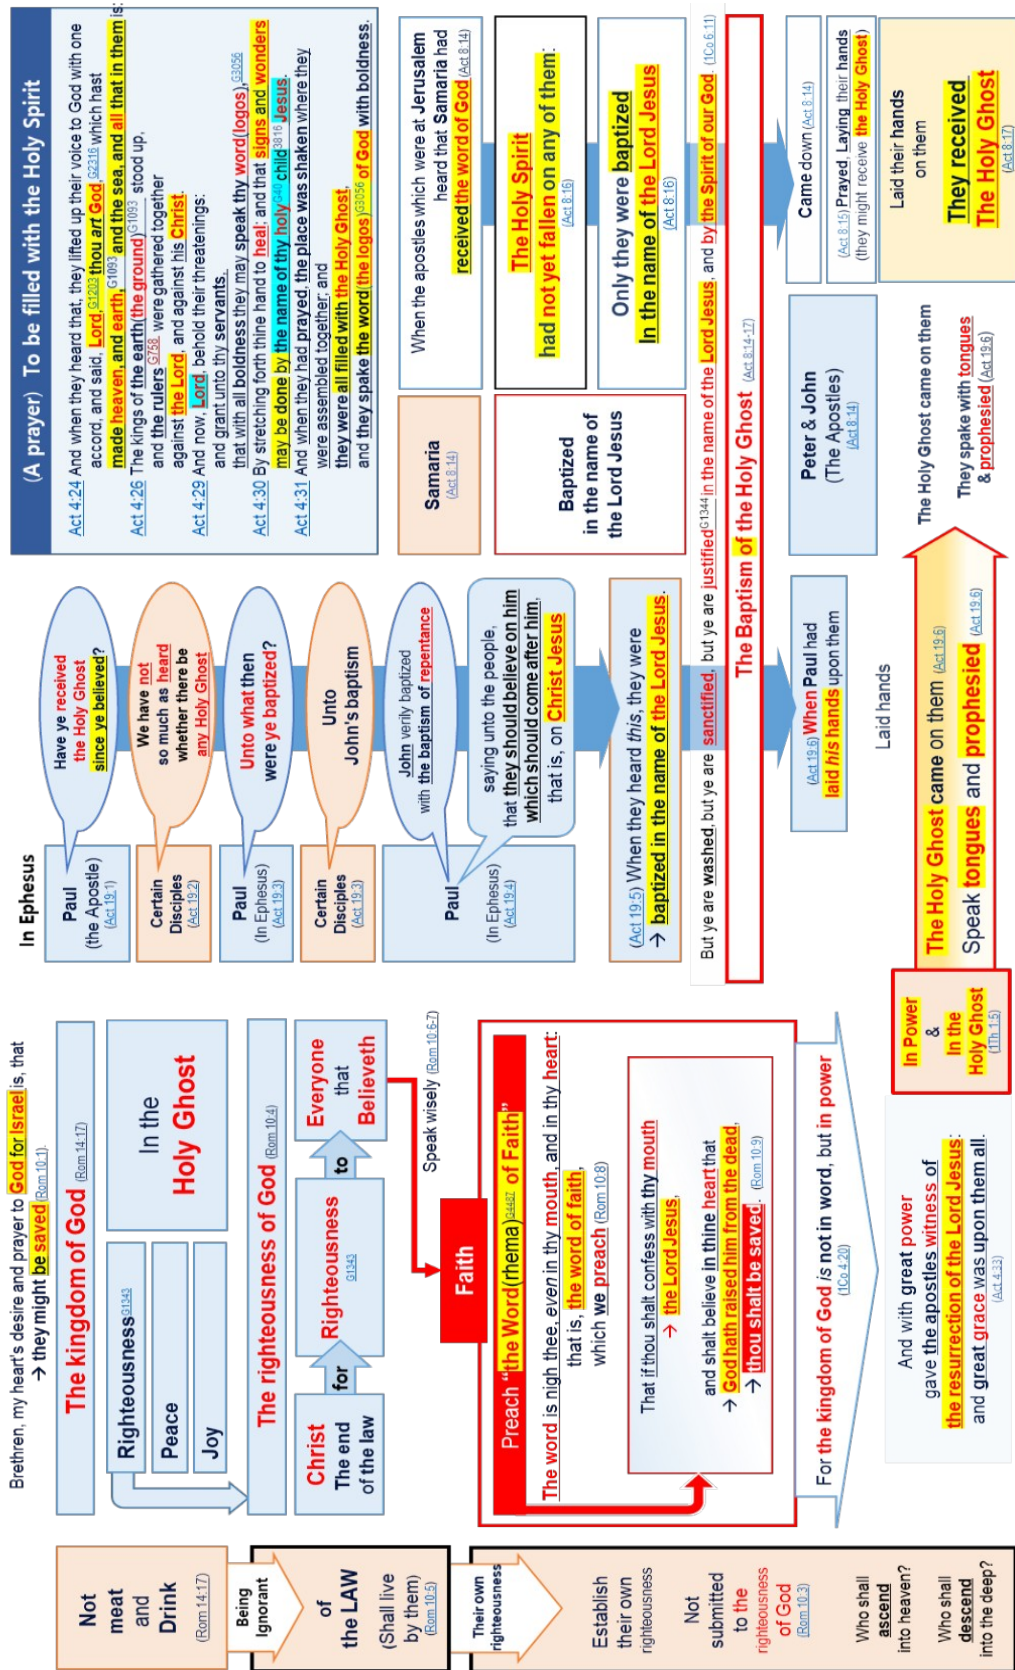 Not
meat
and
Drink
(Rom 14:17)
Being
Ignorant
of
the LAW
(Shall live
by them)
(Rom 10:5)
Their own
righteousness
Establish
their own
righteousness
Not
submitted
to the
righteousness
of God
(Rom 10:3)
Who shall
ascend
into heaven?
Who shall
descend
into the deep?
Brethren, my heart's desire and prayer to God for Israel is, that
→ they might be saved (Rom 10:1)
The kingdom of God (Rom 14:17)
Righteousness G1343
Peace
Joy
In the
Holy Ghost
The righteousness of God (Rom 10:4)
Christ
The end
of the law
for
Righteousness
G1343
to
Everyone
that
Believeth
Speak wisely (Rom 10:6-7)
Faith
Preach “the Word(rhema)G4487 of Faith”
The word is nigh thee, even in thy mouth, and in thy heart:
that is, the word of faith,
which we preach (Rom 10:8)
That if thou shalt confess with thy mouth
→ the Lord Jesus,
and shalt believe in thine heart that
→ God hath raised him from the dead,
→ thou shalt be saved. (Rom 10:9)
For the kingdom of God is not in word, but in power
(1Co 4:20)
And with great power
gave the apostles witness of
the resurrection of the Lord Jesus:
and great grace was upon them all.
(Act 4:33)
In Power
&
In the
Holy Ghost
(1Th 1:5)
In Ephesus
Paul
(the Apostle)
(Act 19:1)
Have ye received
the Holy Ghost
since ye believed?
Certain
Disciples
(Act 19:2)
We have not
so much as heard
whether there be
any Holy Ghost
Paul
(In Ephesus)
(Act 19:3)
Unto what then
were ye baptized?
Certain
Disciples
(Act 19:3)
Unto
John's baptism
Paul
(In Ephesus)
(Act 19:4)
John verily baptized
with the baptism of repentance
saying unto the people,
that they should believe on him
which should come after him,
that is, on Christ Jesus
(Act 19:5) When they heard this, they were
→ baptized in the name of the Lord Jesus.
(A prayer) To be filled with the Holy Spirit
Act 4:24 And when they heard that, they lifted up their voice to God with one
accord, and said, Lord,G1203 thou art God,G2316 which hast
made heaven, and earth,G1093 and the sea, and all that in them is:
Act 4:26 The kings of the earth(the ground)G1093 stood up,
and the rulers G758 were gathered together
against the Lord, and against his Christ.
Act 4:29 And now, Lord, behold their threatenings:
and grant unto thy servants,
that with all boldness they may speak thy word(logos),G3056
Act 4:30 By stretching forth thine hand to heal; and that signs and wonders
may be done by the name of thy holyG40 child3816 Jesus.
Act 4:31 And when they had prayed, the place was shaken where they
were assembled together; and
they were all filled with the Holy Ghost,
and they spake the word(the logos)G3056 of God with boldness.
Samaria
(Act 8:14)
When the apostles which were at Jerusalem
heard that Samaria had
received the word of God (Act 8:14)
Baptized
in the name of
the Lord Jesus
The Holy Spirit
had not yet fallen on any of them:
(Act 8:16)
Only they were baptized
In the name of the Lord Jesus
(Act 8:16)
But ye are washed, but ye are sanctified, but ye are justifiedG1344 in the name of the Lord Jesus, and by the Spirit of our God. (1Co 6:11)
The Baptism of the Holy Ghost (Act 8:14-17)
(Act 19:6) When Paul had
laid his hands upon them
Peter & John
(The Apostles)
(Act 8:14)
Came down (Act 8:14)
(Act 8:15) Prayed, Laying their hands
(they might receive the Holy Ghost)
Laid hands
Laid their hands
on them
They received
The Holy Ghost
(Act 8:17)
The Holy Ghost came on them (Act 19:6)
Speak tongues and prophesied (Act 19:6)
The Holy Ghost came on them
They spake with tongues
& prophesied (Act 19:6)